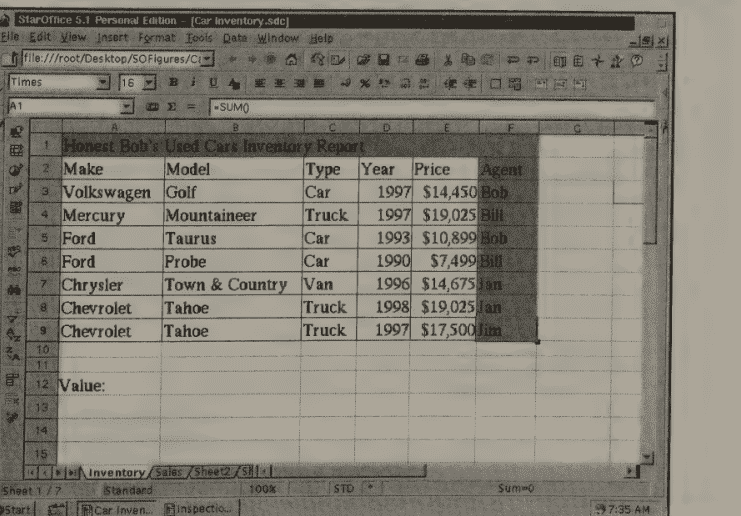 StarOffice 5.1 Personal Edition - [Car Inventory.sdc]
File Edit View Insert Format Tools Data Window Help
file:///root/Desktop/SOFigures/Ca
Times 16 B i U A
A1 Σ = =SUM()
A B C D E F G
1 Honest Bob's Used Cars Inventory Report
2 Make Model Type Year Price Agent
3 Volkswagen Golf Car 1997 $14,450 Bob
4 Mercury Mountaineer Truck 1997 $19,025 Bill
5 Ford Taurus Car 1993 $10,899 Bob
6 Ford Probe Car 1990 $7,499 Bill
7 Chrysler Town & Country Van 1996 $14,675 Jan
8 Chevrolet Tahoe Truck 1998 $19,025 Jan
9 Chevrolet Tahoe Truck 1997 $17,500 Jim
10
11
12 Value:
13
14
15
Inventory Sales Sheet2
Sheet 1 / 7 Standard 100% STD * Sum=0
Start Car Inven... Inspectio... 7:35 AM